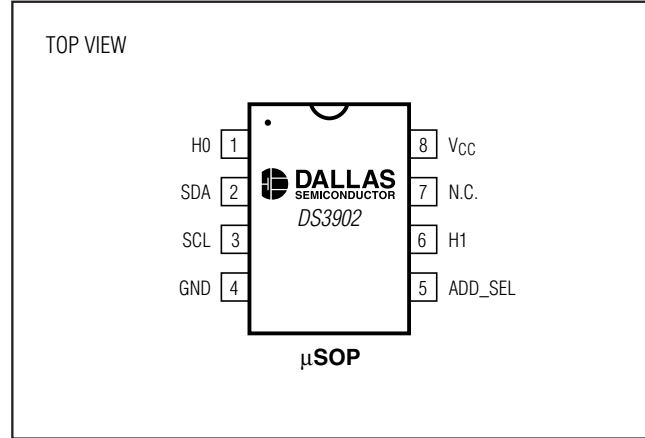 TOP VIEW
H0 1 8 VCC
DALLAS
SEMICONDUCTOR
SDA 2 7 N.C.
DS3902
SCL 3 6 H1
GND 4 5 ADD_SEL
µSOP